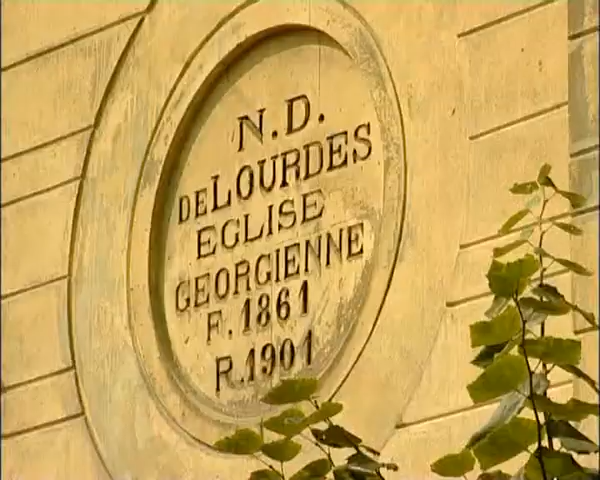 N.D.
DE LOURDES
EGLISE
GEORGIENNE
F. 1861
R. 1901